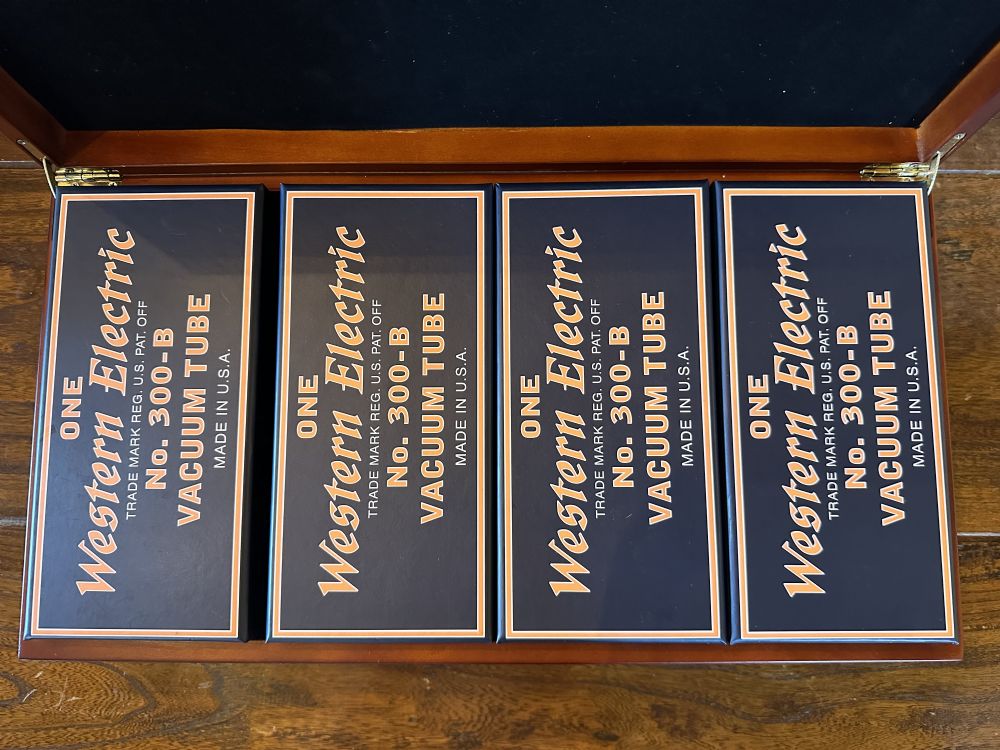 ONE
Western Electric
TRADE MARK REG. U.S. PAT. OFF
No. 300-B
VACUUM TUBE
MADE IN U.S.A.
ONE
Western Electric
TRADE MARK REG. U.S. PAT. OFF
No. 300-B
VACUUM TUBE
MADE IN U.S.A.
ONE
Western Electric
TRADE MARK REG. U.S. PAT. OFF
No. 300-B
VACUUM TUBE
MADE IN U.S.A.
ONE
Western Electric
TRADE MARK REG. U.S. PAT. OFF
No. 300-B
VACUUM TUBE
MADE IN U.S.A.